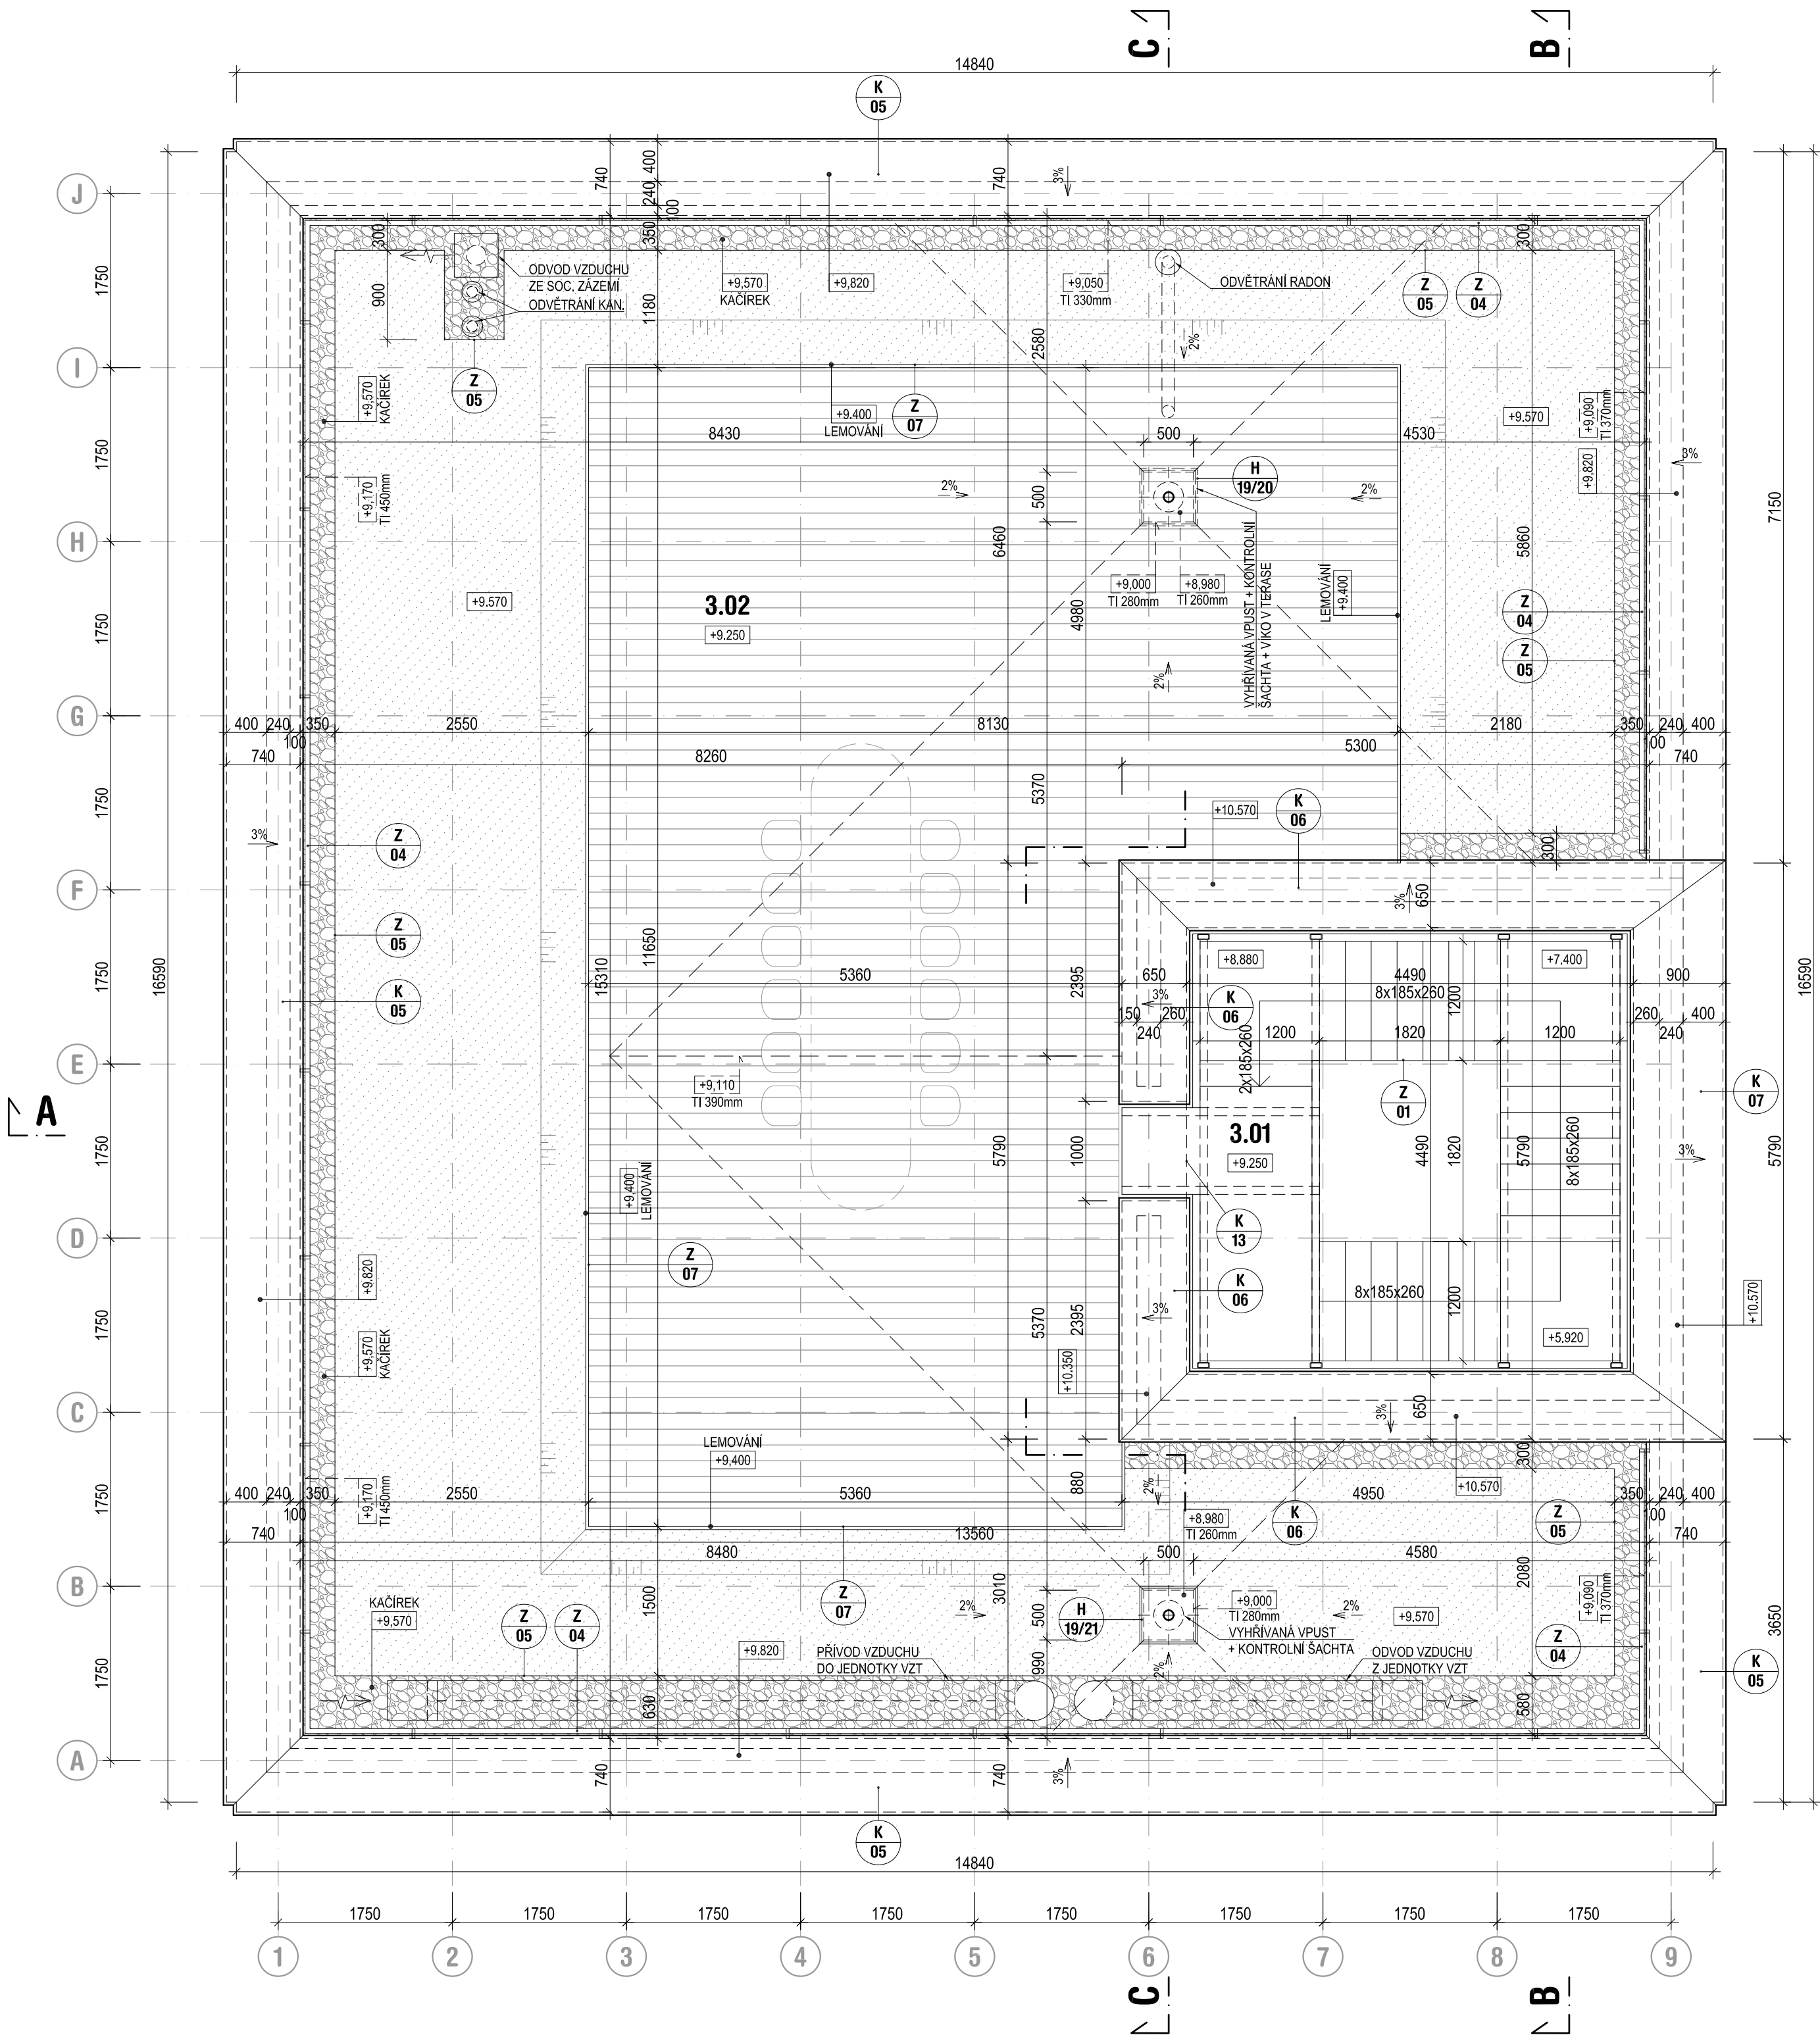 C
B
14840
K
05
J
I
H
G
F
E
D
C
B
A
1750
1750
1750
1750
1750
1750
1750
1750
1750
16590
740
240 400
100
350
740
3%
300
900
ODVOD VZDUCHU
ZE SOC. ZÁZEMÍ
ODVĚTRÁNÍ KAN.
+9,570
KAČÍREK
+9,820
+9,050
TI 330mm
ODVĚTRÁNÍ RADON
Z
05
Z
04
300
1180
2580
2%
Z
05
+9,570
KAČÍREK
+9.400
LEMOVÁNÍ
Z
07
+9.570
+9,090
TI 370mm
+9,820
3%
8430
500
4530
H
19/20
+9,170
TI 450mm
2%
2%
500
6460
5860
7150
+9,000
TI 280mm
+8,980
TI 260mm
VYHŘÍVANÁ VPUST + KONTROLNÍ
ŠACHTA + VÍKO V TERASE
LEMOVÁNÍ
+9.400
Z
04
Z
05
+9.570
3.02
+9.250
4980
2%
400
240
350
2550
8130
2180
350
240
400
100
100
740
8260
5300
740
5370
3%
Z
04
+10.570
K
06
300
Z
05
3%
650
K
05
15310
11650
5360
650
2395
+8,880
4490
+7,400
900
16590
8x185x260
1200
3%
K
06
150
260
240
1200
1820
1200
260
240
400
2x185x260
+9,110
TI 390mm
Z
01
K
07
A
3.01
+9.250
5790
1000
4490
1820
5790
8x185x260
3%
5790
+9,400
LEMOVÁNÍ
K
13
Z
07
K
06
+9.820
8x185x260
1200
+10.570
3%
5370
2395
+5.920
+9,570
KAČÍREK
+10.350
650
3%
LEMOVÁNÍ
+9,400
300
+10.570
+9,170
TI 450mm
880
2%
400
240
350
2550
5360
4950
350
240
400
100
100
+8.980
TI 260mm
K
06
Z
05
740
13560
740
8480
500
4580
2080
1500
3010
KAČÍREK
+9,570
Z
05
Z
04
Z
07
2%
500
H
19/21
+9,000
TI 280mm
2%
+9,570
+9,090
TI 370mm
VYHŘÍVANÁ VPUST
+ KONTROLNÍ ŠACHTA
Z
04
3650
+9.820
PŘÍVOD VZDUCHU
DO JEDNOTKY VZT
990
2%
ODVOD VZDUCHU
Z JEDNOTKY VZT
K
05
630
580
740
740
3%
K
05
14840
1750
1750
1750
1750
1750
1750
1750
1750
1
2
3
4
5
6
7
8
9
C
B